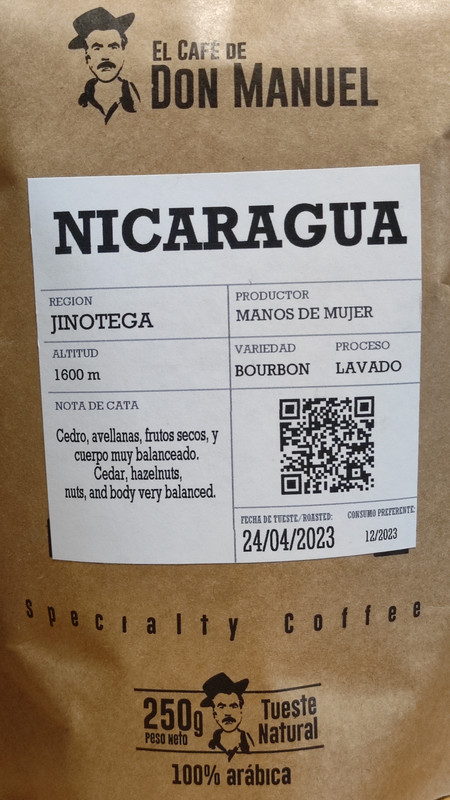 EL CAFÉ DE
DON MANUEL
NICARAGUA
REGION
JINOTEGA
PRODUCTOR
MANOS DE MUJER
ALTITUD
1600 m
VARIEDAD PROCESO
BOURBON LAVADO
NOTA DE CATA
Cedro, avellanas, frutos secos, y
cuerpo muy balanceado.
Cedar, hazelnuts,
nuts, and body very balanced.
FECHA DE TUESTE/ROASTED:
24/04/2023
CONSUMO PREFERENTE:
12/2023
Specialty Coffee
250g
PESO NETO
Tueste
Natural
100% arábica